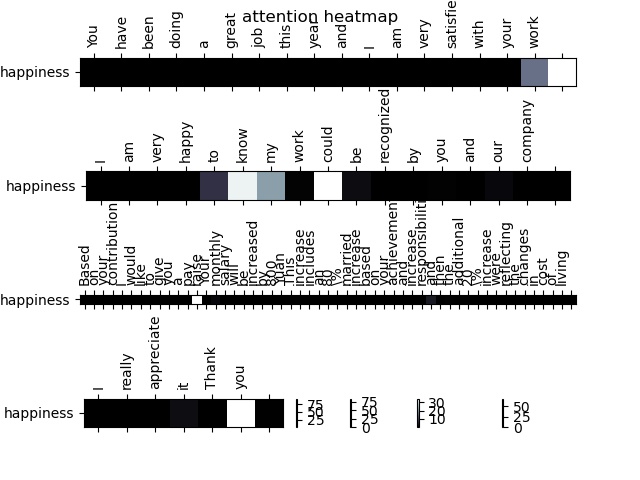 attention heatmap
You have been doing a great job this year and I am very satisfie with your work
happiness
I am very happy to know my work could be recognized by you and our company
happiness
Based on your contribution I would like to give you a pay raise Your monthly salary will be increased by 800 Yuan This increase includes an 80 \% married increase based on your achievement and increase responsibiliti and then the additional 20 \% increase were reflecting the changes in cost of living
happiness
I really appreciate it Thank you
happiness
75 50 25
75 50 25 0
30 20 10
50 25 0